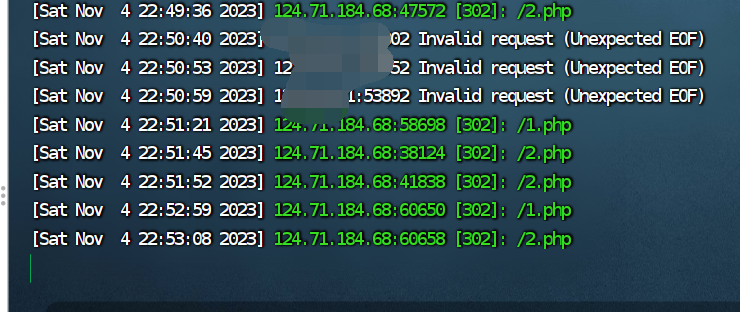 [Sat Nov  4 22:49:36 2023] 124.71.184.68:47572 [302]: /2.php
[Sat Nov  4 22:50:40 2023] 02 Invalid request (Unexpected EOF)
[Sat Nov  4 22:50:53 2023] 12 52 Invalid request (Unexpected EOF)
[Sat Nov  4 22:50:59 2023] 1 1:53892 Invalid request (Unexpected EOF)
[Sat Nov  4 22:51:21 2023] 124.71.184.68:58698 [302]: /1.php
[Sat Nov  4 22:51:45 2023] 124.71.184.68:38124 [302]: /2.php
[Sat Nov  4 22:51:52 2023] 124.71.184.68:41838 [302]: /2.php
[Sat Nov  4 22:52:59 2023] 124.71.184.68:60650 [302]: /1.php
[Sat Nov  4 22:53:08 2023] 124.71.184.68:60658 [302]: /2.php